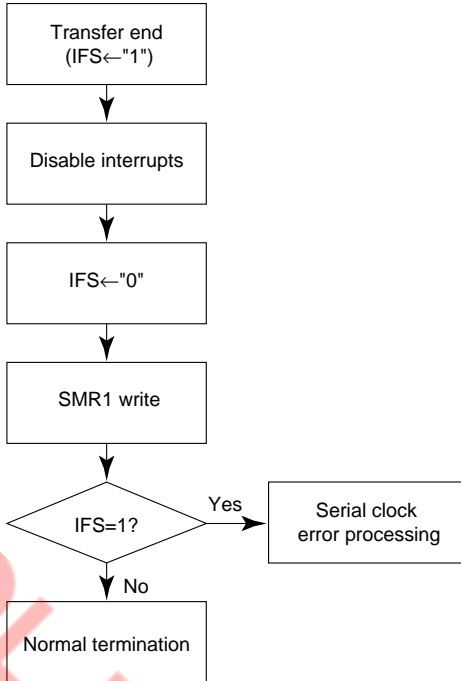 Transfer end
(IFS←"1")
Disable interrupts
IFS←"0"
SMR1 write
IFS=1?
Yes
Serial clock
error processing
No
Normal termination